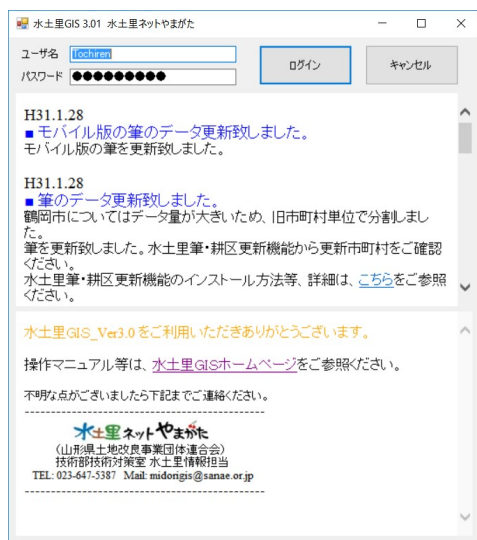 水土里GIS 3.01 水土里ネットやまがた
ユーザ名 Tochiren
パスワード ●●●●●●●●●
ログイン
キャンセル
H31.1.28
■モバイル版の筆のデータ更新致しました。
モバイル版の筆を更新致しました。
H31.1.28
■筆のデータ更新致しました。
鶴岡市についてはデータ量が大きいため、旧市町村単位で分割しまし
た。
筆を更新致しました。水土里筆・耕区更新機能から更新市町村をご確認
ください。
水土里筆・耕区更新機能のインストール方法等、詳細は、こちらをご参照
ください。
水土里GIS_Ver3.0をご利用いただきありがとうございます。
操作マニュアル等は、水土里GISホームページをご参照ください。
不明な点がございましたら下記までご連絡ください。
----------------------------------------
水土里ネットやまがた
(山形県土地改良事業団体連合会)
技術部技術対策室 水土里情報担当
TEL: 023-647-5387 Mail: midorigis@sanae.or.jp
----------------------------------------